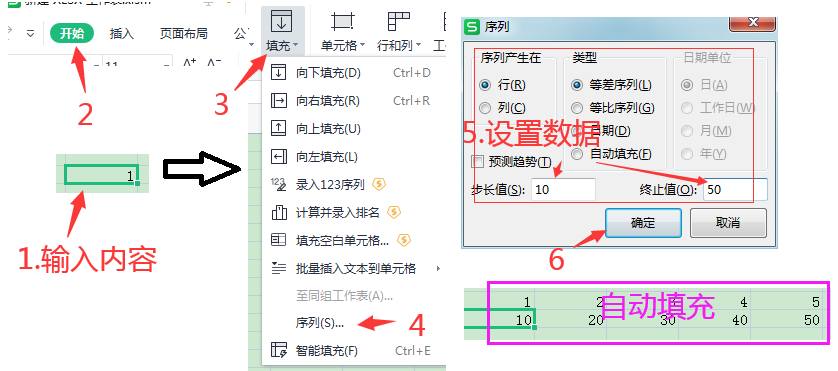 开始
插入
页面布局
2
1
1.输入内容
填充
单元格
行和列
3
向下填充(D) Ctrl+D
向右填充(R) Ctrl+R
向上填充(U)
向左填充(L)
录入123序列
计算并录入排名
填充空白单元格...
批量插入文本到单元格
至同组工作表(A)...
序列(S)...
4
智能填充(F) Ctrl+E
序列
序列产生在 类型 日期单位
行(R) 等差序列(L) 日(A)
列(C) 等比序列(G) 工作日(W)
5.设置数据
日期(D) 月(M)
预测趋势(T) 自动填充(F) 年(Y)
步长值(S): 10 终止值(O): 50
确定 取消
6
1 2 3 4 5
10 20 30 40 50
自动填充